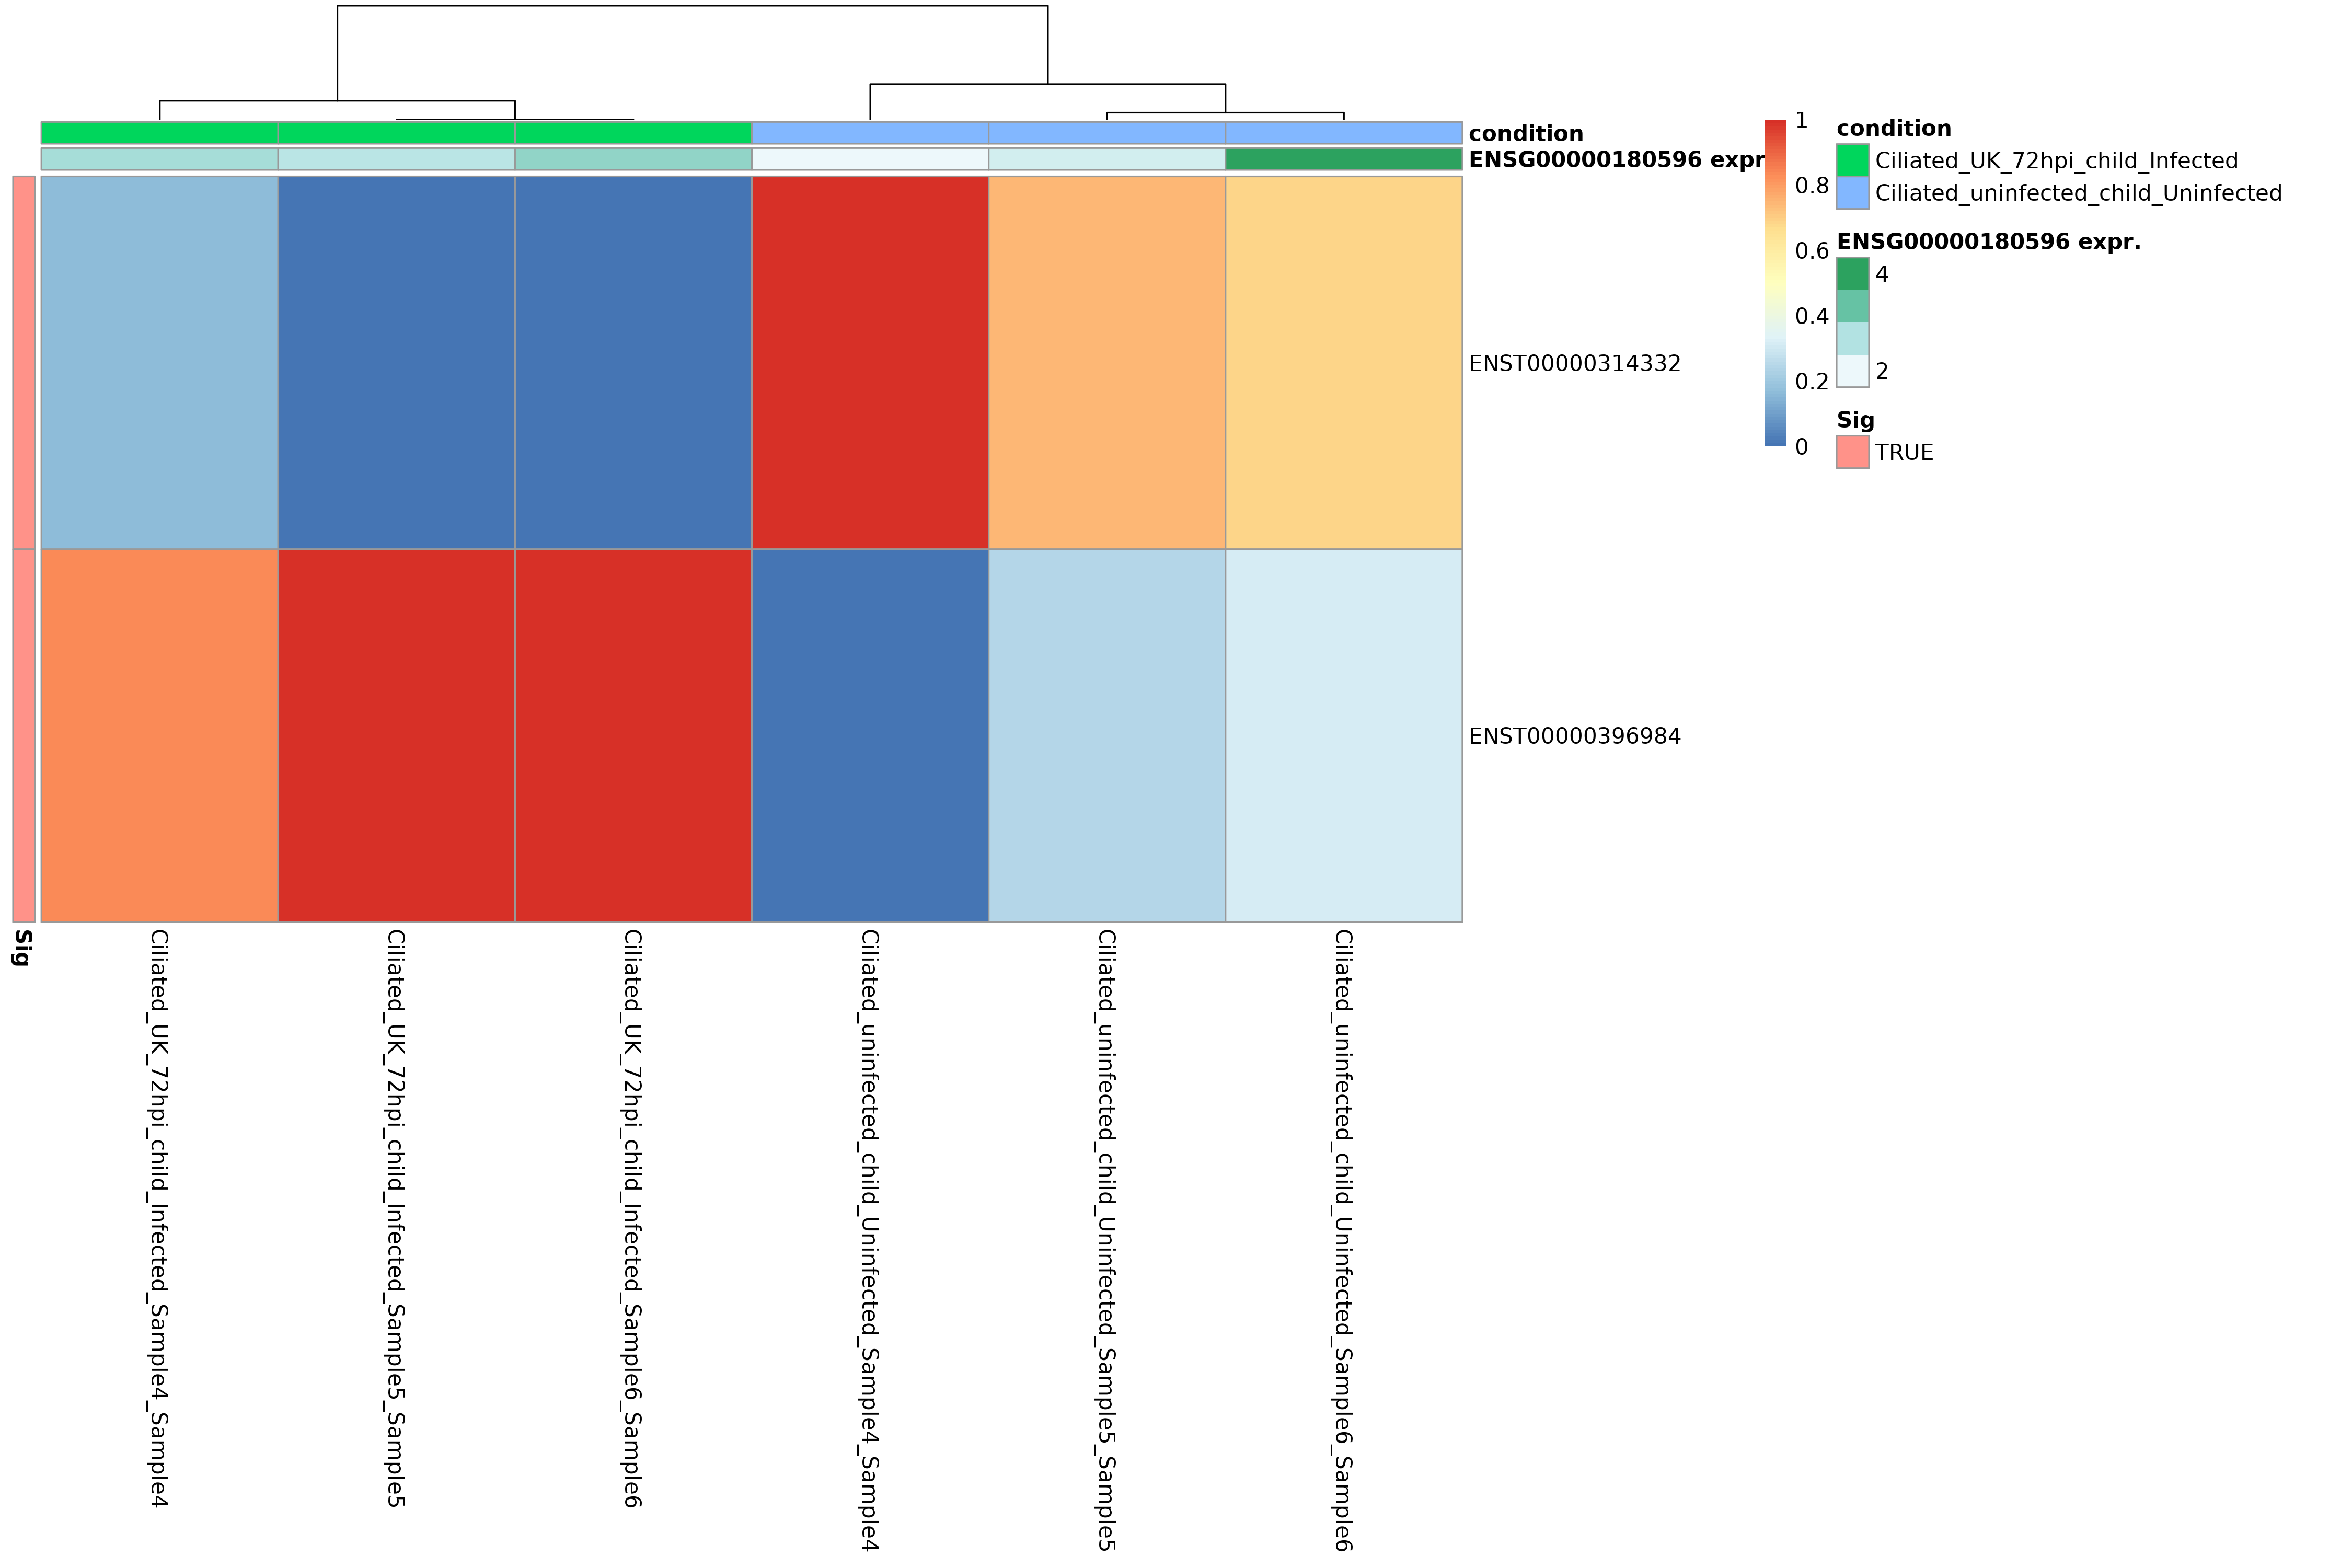 condition
ENSG00000180596 expr
ENST00000314332
ENST00000396984
1
0.8
0.6
0.4
0.2
0
condition
Ciliated_UK_72hpi_child_Infected
Ciliated_uninfected_child_Uninfected
ENSG00000180596 expr.
4
2
Sig
TRUE
Sig
Ciliated_UK_72hpi_child_Infected_Sample4_Sample4
Ciliated_UK_72hpi_child_Infected_Sample5_Sample5
Ciliated_UK_72hpi_child_Infected_Sample6_Sample6
Ciliated_uninfected_child_Uninfected_Sample4_Sample4
Ciliated_uninfected_child_Uninfected_Sample5_Sample5
Ciliated_uninfected_child_Uninfected_Sample6_Sample6